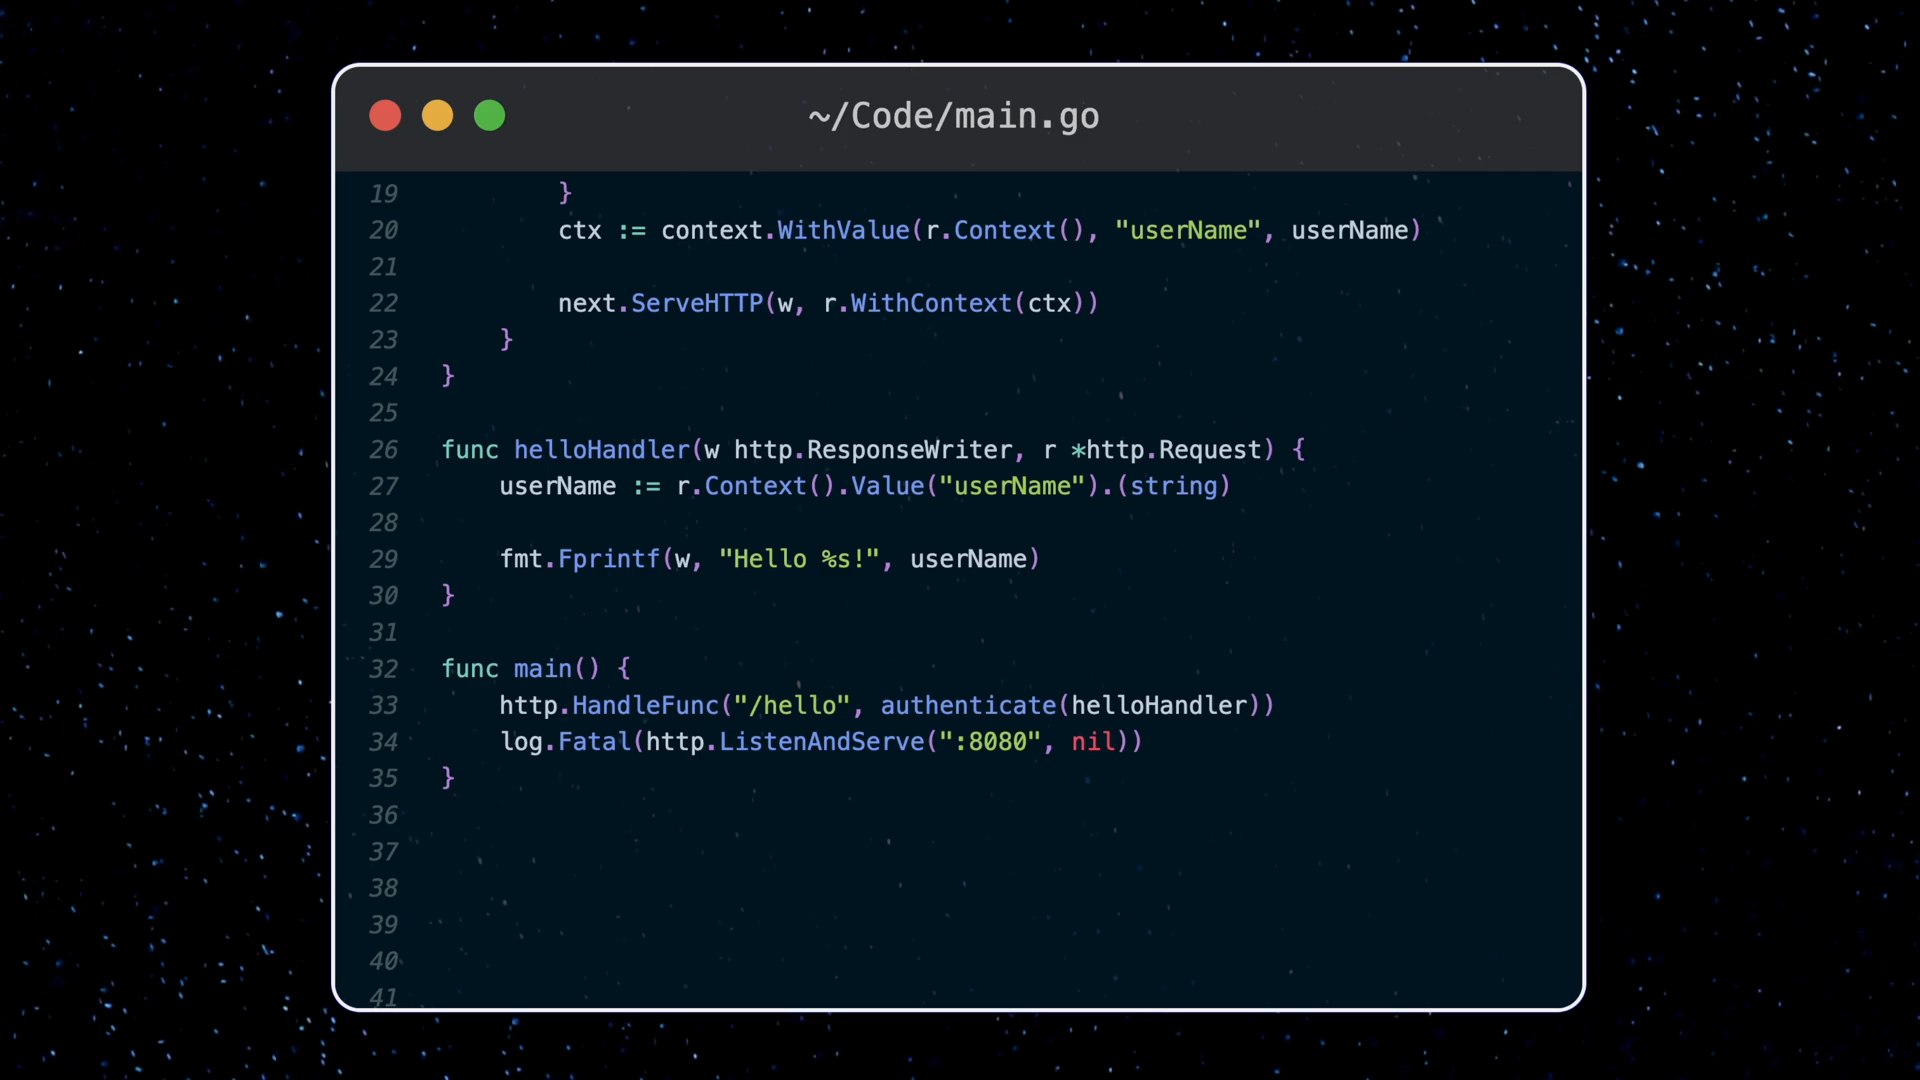 ~/Code/main.go
19 }
20 ctx := context.WithValue(r.Context(), "userName", userName)
21
22 next.ServeHTTP(w, r.WithContext(ctx))
23 }
24 }
25
26 func helloHandler(w http.ResponseWriter, r *http.Request) {
27 userName := r.Context().Value("userName").(string)
28
29 fmt.Fprintf(w, "Hello %s!", userName)
30 }
31
32 func main() {
33 http.HandleFunc("/hello", authenticate(helloHandler))
34 log.Fatal(http.ListenAndServe(":8080", nil))
35 }
36
37
38
39
40
41